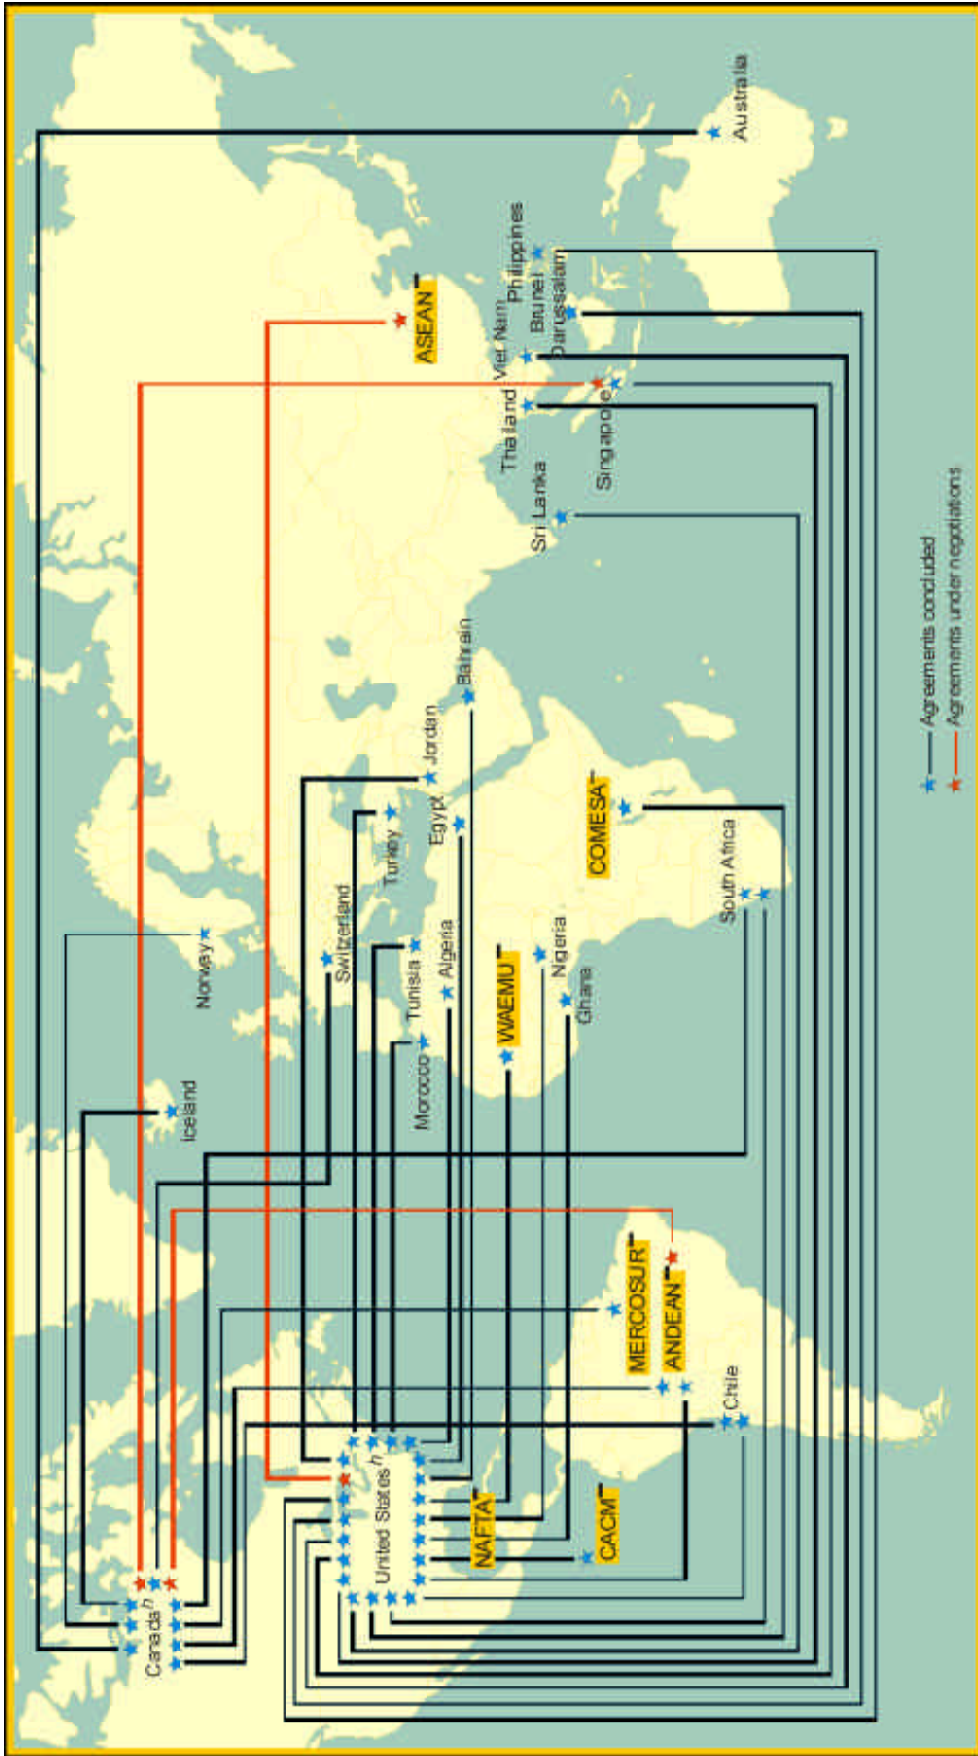 Canada h
United States h
NAFTA
CACM
Chile
ANDEAN
MERCOSUR
Iceland
Norway
Switzerland
Morocco
Tunisia
Algeria
Turkey
Egypt
Jordan
Bahrain
WAEMU
Nigeria
Ghana
COMESA
South Africa
Sri Lanka
Thailand
Viet Nam
Singapore
ASEAN
Philippines
Brunei
Darussalam
Australia
Agreements concluded
Agreements under negotiations